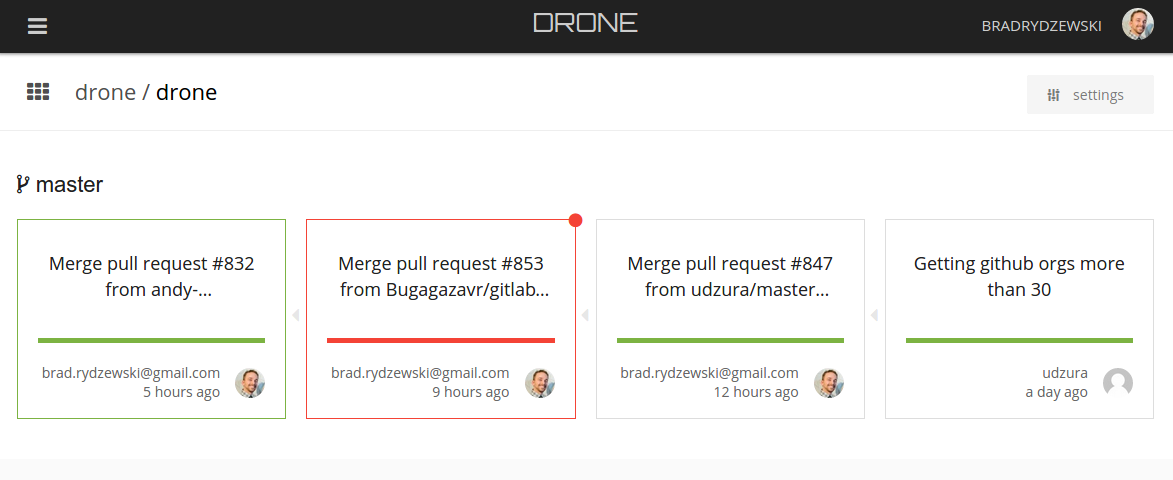 DRONE
BRADRYDZEWSKI
drone / drone
settings
master
Merge pull request #832
from andy-...
brad.rydzewski@gmail.com
5 hours ago
Merge pull request #853
from Bugagazavr/gitlab...
brad.rydzewski@gmail.com
9 hours ago
Merge pull request #847
from udzura/master...
brad.rydzewski@gmail.com
12 hours ago
Getting github orgs more
than 30
udzura
a day ago